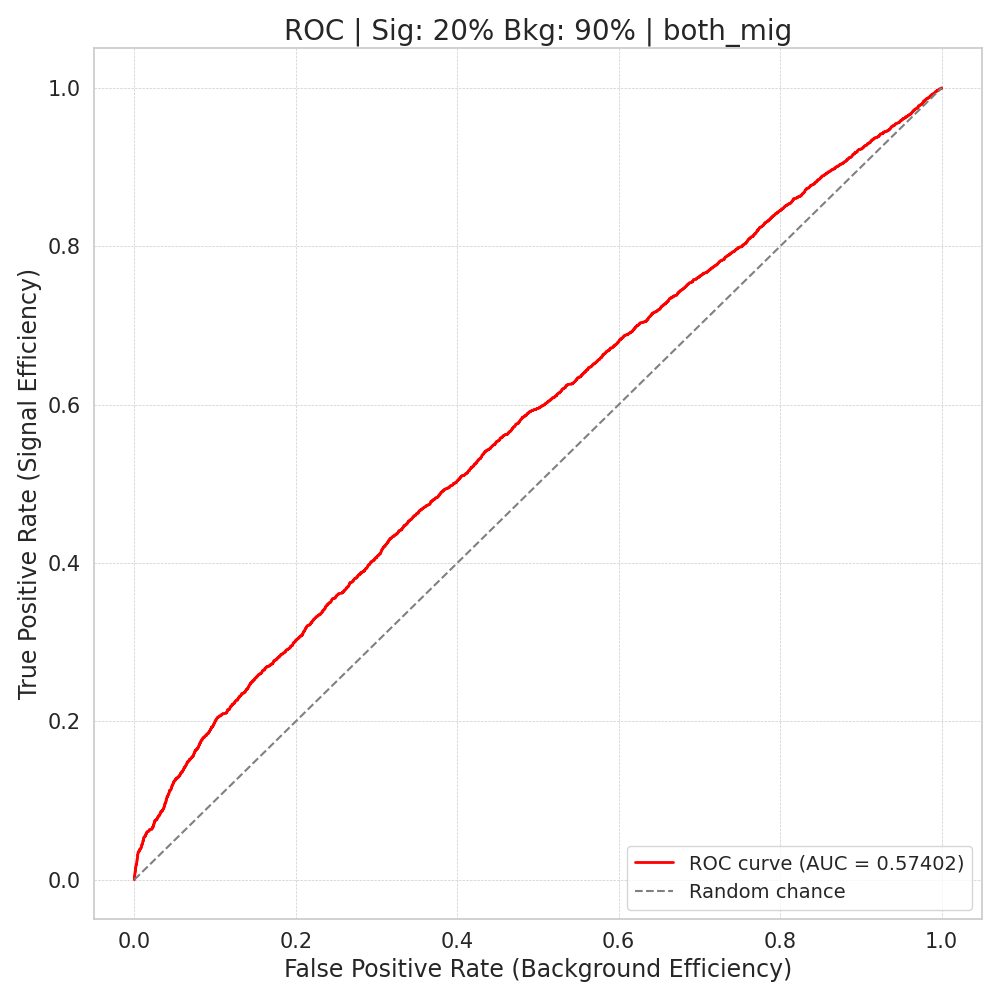 ROC | Sig: 20% Bkg: 90% | both_mig
True Positive Rate (Signal Efficiency)
1.0
0.8
0.6
0.4
0.2
0.0
ROC curve (AUC = 0.57402)
Random chance
0.0 0.2 0.4 0.6 0.8 1.0
False Positive Rate (Background Efficiency)